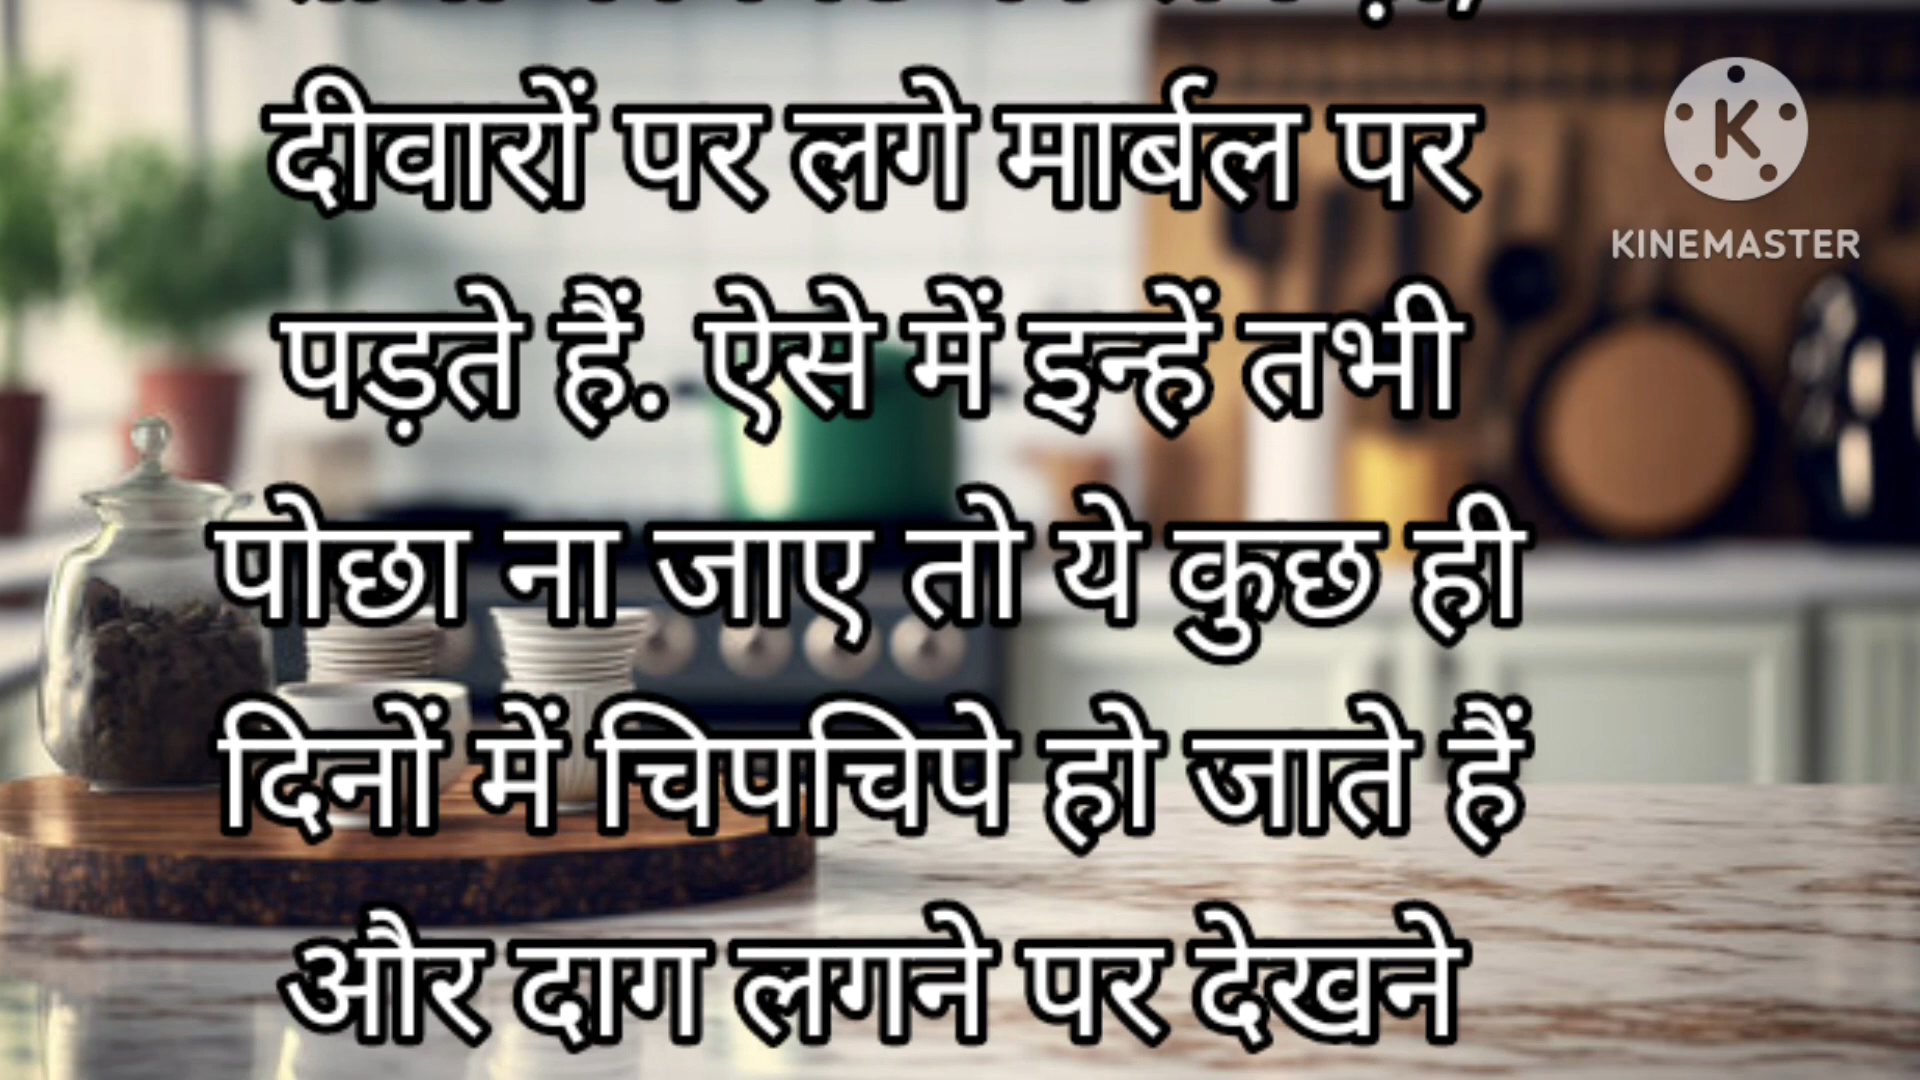 दीवारों पर लगे मार्बल पर
पड़ते हैं. ऐसे में इन्हें तभी
पोछा ना जाए तो ये कुछ ही
दिनों में चिपचिपे हो जाते हैं
और दाग लगने पर देखने
K
KINEMASTER